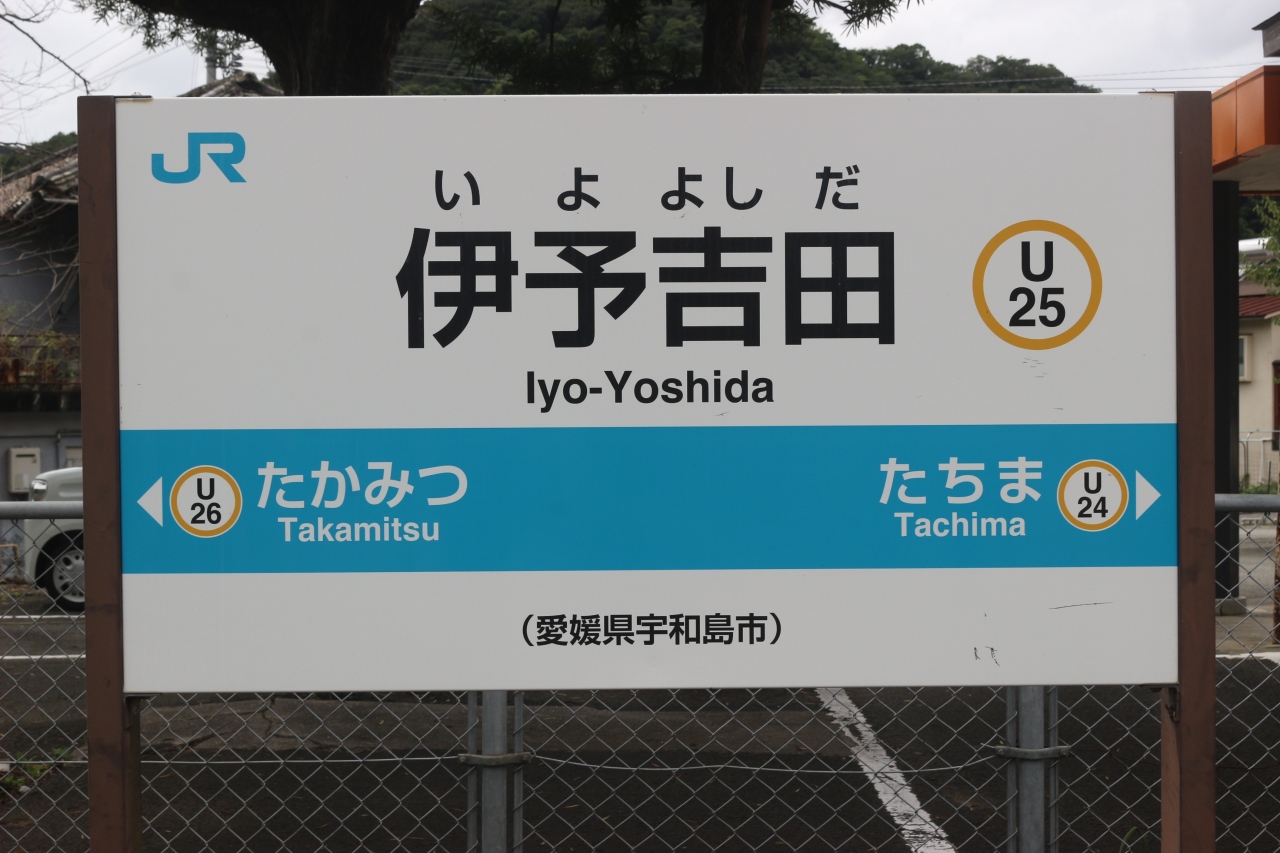 JR
いよよしだ
伊予吉田
Iyo-Yoshida
U
25
U
26
たかみつ
Takamitsu
たちま
Tachima
U
24
（愛媛県宇和島市）